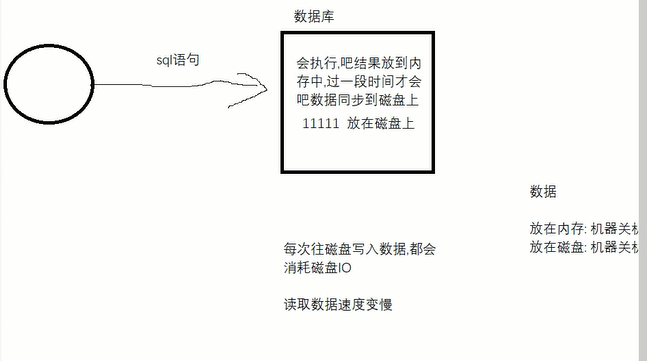 数据库
sql语句
会执行,吧结果放到内
存中,过一段时间才会
吧数据同步到磁盘上
11111 放在磁盘上
数据
放在内存: 机器关机
放在磁盘: 机器关机
每次往磁盘写入数据,都会
消耗磁盘IO
读取数据速度变慢